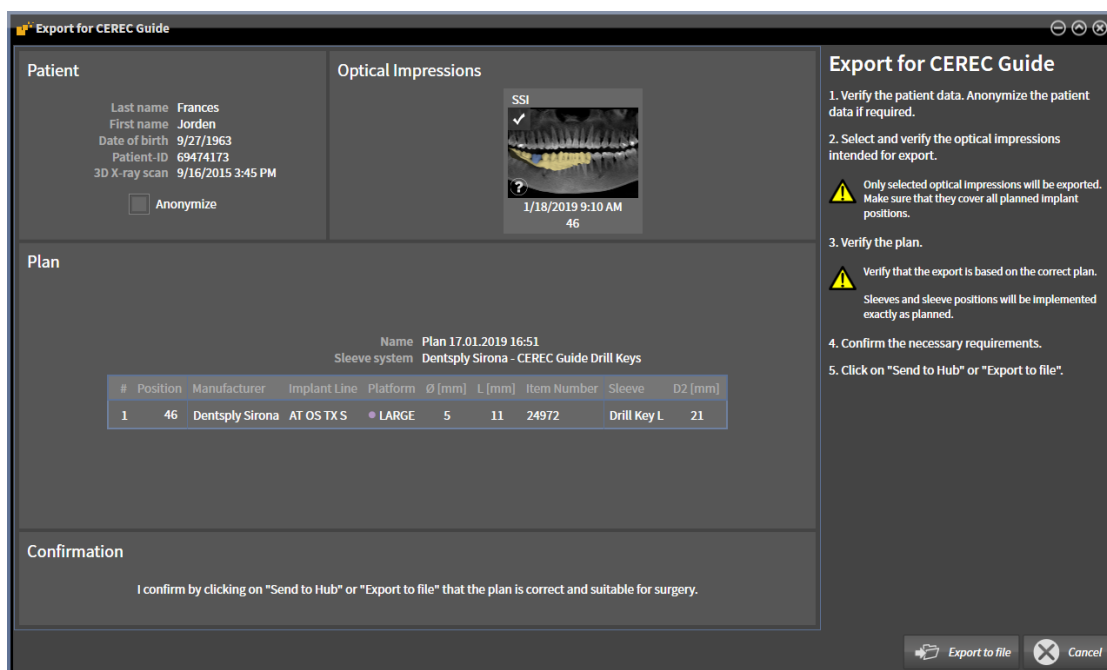 Export for CEREC Guide
Patient
Last name Frances
First name Jorden
Date of birth 9/27/1963
Patient-ID 69474173
3D X-ray scan 9/16/2015 3:45 PM
Anonymize
Optical Impressions
SSI
?
1/18/2019 9:10 AM
46
Plan
Name Plan 17.01.2019 16:51
Sleeve system Dentsply Sirona - CEREC Guide Drill Keys
# Position Manufacturer Implant Line Platform Ø [mm] L [mm] Item Number Sleeve D2 [mm]
1 46 Dentsply Sirona AT OS TX S LARGE 5 11 24972 Drill Key L 21
Confirmation
I confirm by clicking on "Send to Hub" or "Export to file" that the plan is correct and suitable for surgery.
Export for CEREC Guide
1. Verify the patient data. Anonymize the patient
data if required.
2. Select and verify the optical impressions
intended for export.
Only selected optical impressions will be exported.
Make sure that they cover all planned implant
positions.
3. Verify the plan.
Verify that the export is based on the correct plan.
Sleeves and sleeve positions will be implemented
exactly as planned.
4. Confirm the necessary requirements.
5. Click on "Send to Hub" or "Export to file".
Export to file
Cancel